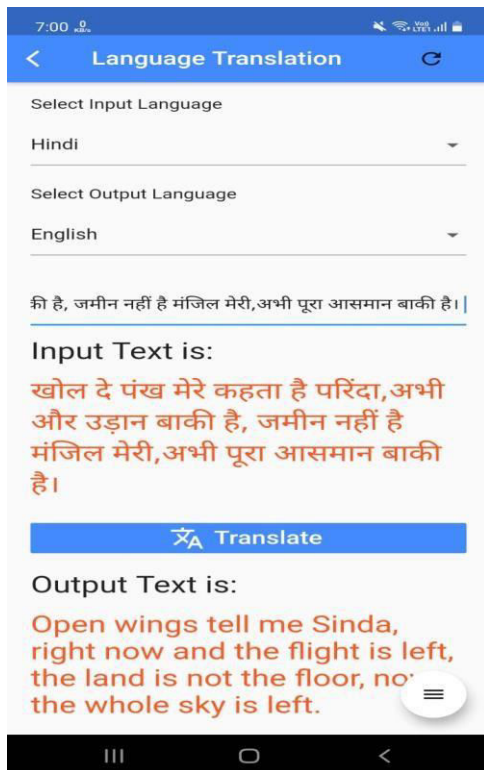 7:00
Language Translation
Select Input Language
Hindi
Select Output Language
English
की है, जमीन नहीं है मंजिल मेरी,अभी पूरा आसमान बाकी है।
Input Text is:
खोल दे पंख मेरे कहता है परिंदा,अभी
और उड़ान बाकी है, जमीन नहीं है
मंजिल मेरी,अभी पूरा आसमान बाकी
है।
Translate
Output Text is:
Open wings tell me Sinda,
right now and the flight is left,
the land is not the floor,
the whole sky is left.